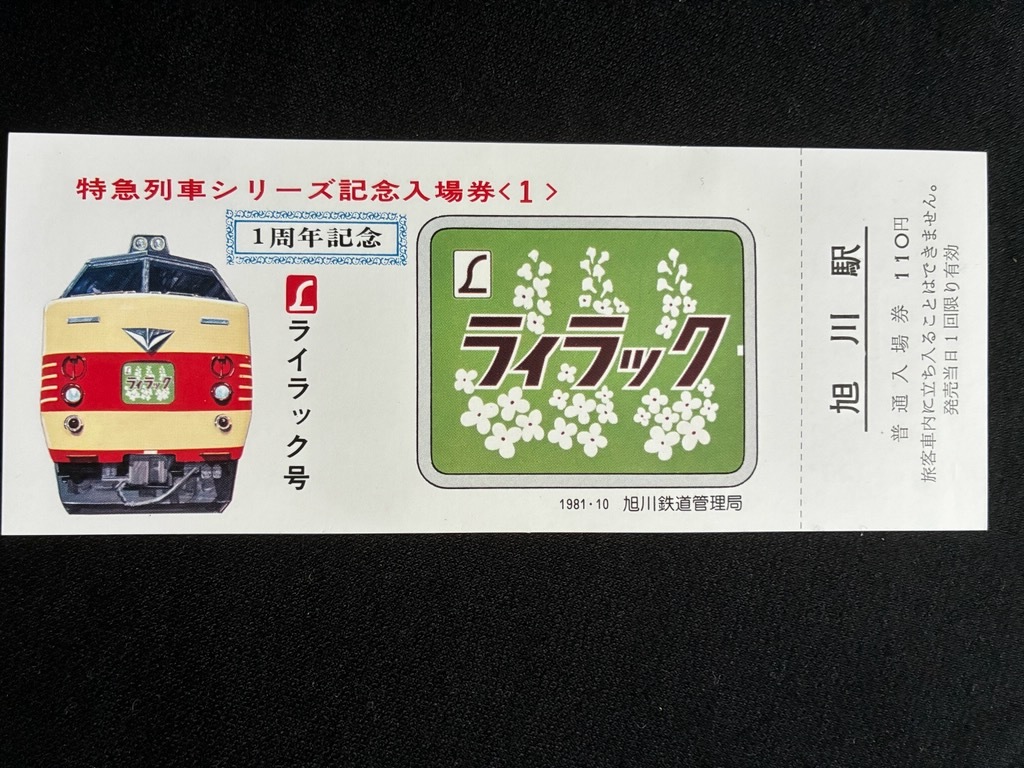 特急列車シリーズ記念入場券<1>
1周年記念
L
ライラック号
ライラック
L
ライラック
1981・10 旭川鉄道管理局
旭川駅
普通入場券 110円
旅客車内に立ち入ることはできません。
発売当日1回限り有効